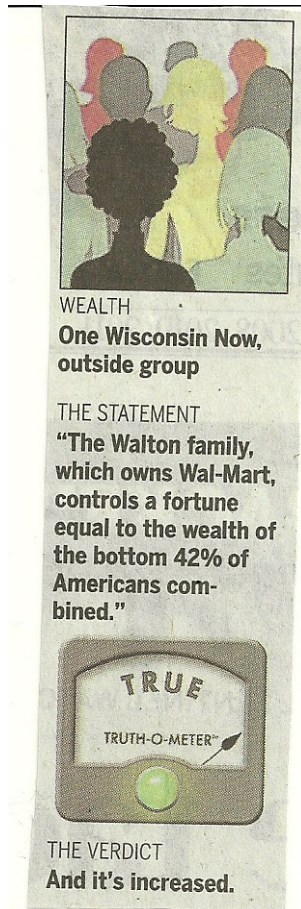 WEALTH
One Wisconsin Now,
outside group
THE STATEMENT
“The Walton family,
which owns Wal-Mart,
controls a fortune
equal to the wealth of
the bottom 42% of
Americans com-
bined.”
TRUE
TRUTH-O-METER™
THE VERDICT
And it’s increased.